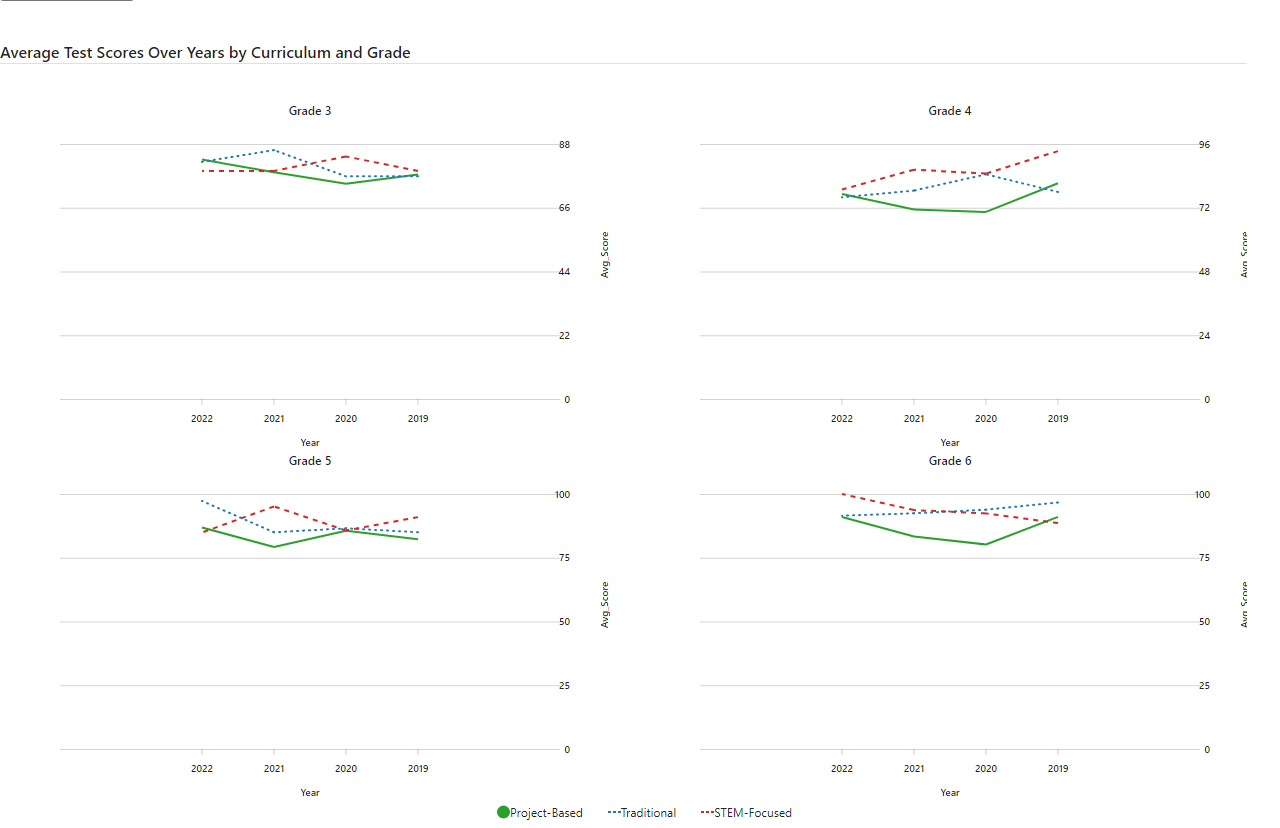 Average Test Scores Over Years by Curriculum and Grade
Grade 3
88
66
44
22
0
Avg_Score
2022 2021 2020 2019
Year
Grade 4
96
72
48
24
0
Avg_Score
2022 2021 2020 2019
Year
Grade 5
100
75
50
25
0
Avg_Score
2022 2021 2020 2019
Year
Grade 6
100
75
50
25
0
Avg_Score
2022 2021 2020 2019
Year
Project-Based Traditional STEM-Focused